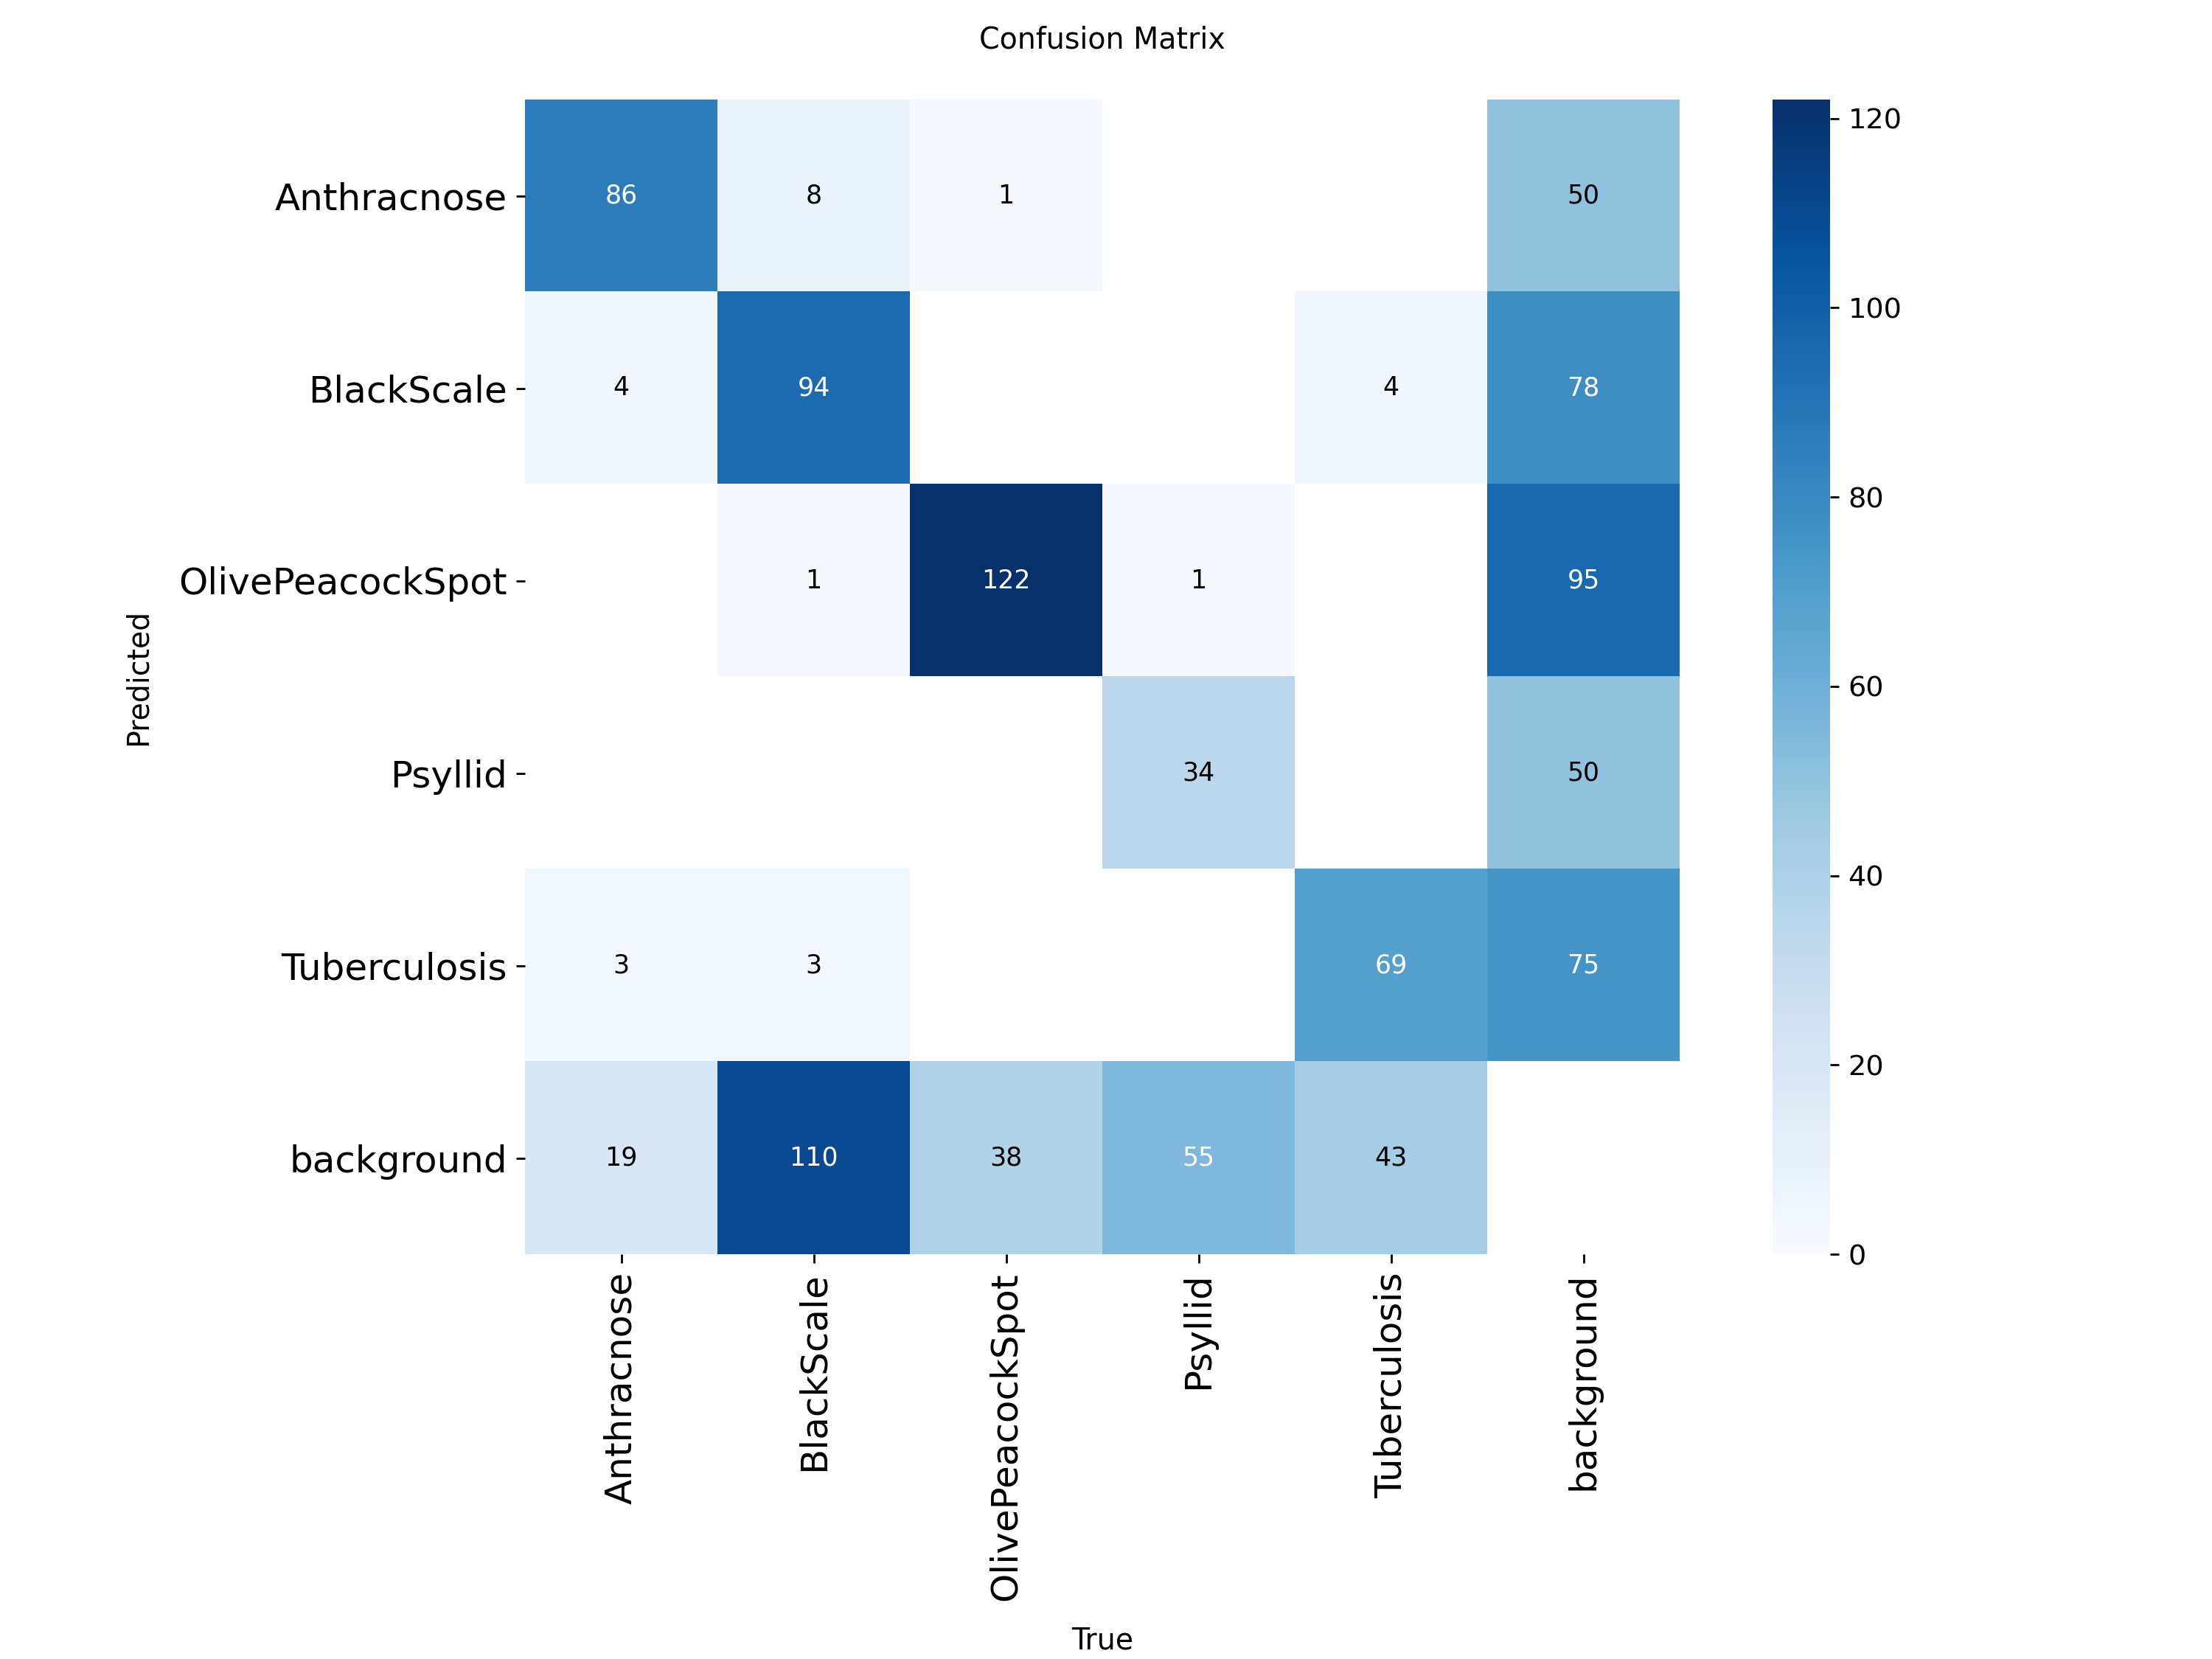 Confusion Matrix
Anthracnose 86 8 1 50
BlackScale 4 94 4 78
OlivePeacockSpot 1 122 1 95
Psyllid 34 50
Tuberculosis 3 3 69 75
background 19 110 38 55 43
Predicted
Anthracnose
BlackScale
OlivePeacockSpot
Psyllid
Tuberculosis
background
True
120
100
80
60
40
20
0